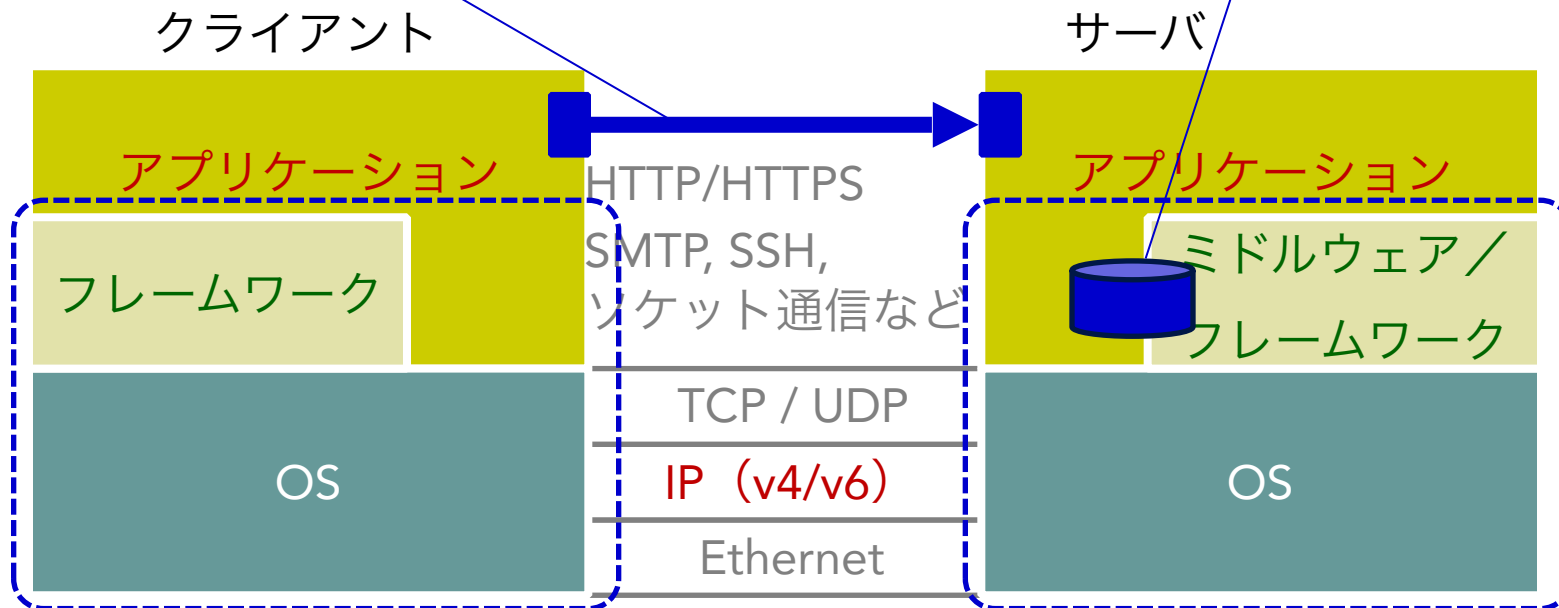 クライアント
サーバ
アプリケーション
HTTP/HTTPS
アプリケーション
フレームワーク
SMTP, SSH,
ソケット通信など
ミドルウェア／
フレームワーク
TCP / UDP
OS
IP（v4/v6）
OS
Ethernet